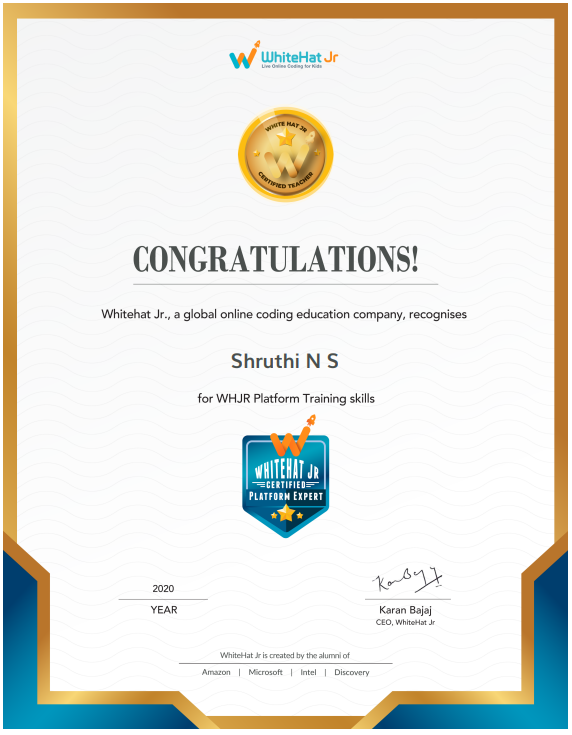 WhiteHat Jr
Live Online Coding for Kids
WHITE HAT JR
CERTIFIED TEACHER
CONGRATULATIONS!
Whitehat Jr., a global online coding education company, recognises
Shruthi N S
for WHJR Platform Training skills
WHITEHAT JR
CERTIFIED
PLATFORM EXPERT
2020
YEAR
Karan Bajaj
CEO, WhiteHat Jr
WhiteHat Jr is created by the alumni of
Amazon | Microsoft | Intel | Discovery